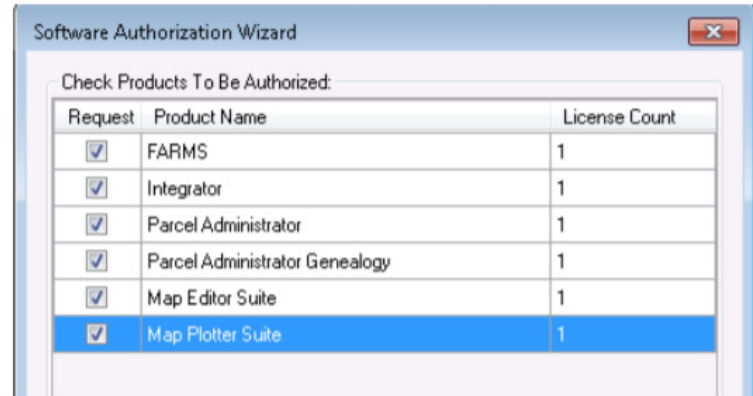 Software Authorization Wizard
Check Products To Be Authorized:
Request Product Name License Count
FARMS 1
Integrator 1
Parcel Administrator 1
Parcel Administrator Genealogy 1
Map Editor Suite 1
Map Plotter Suite 1